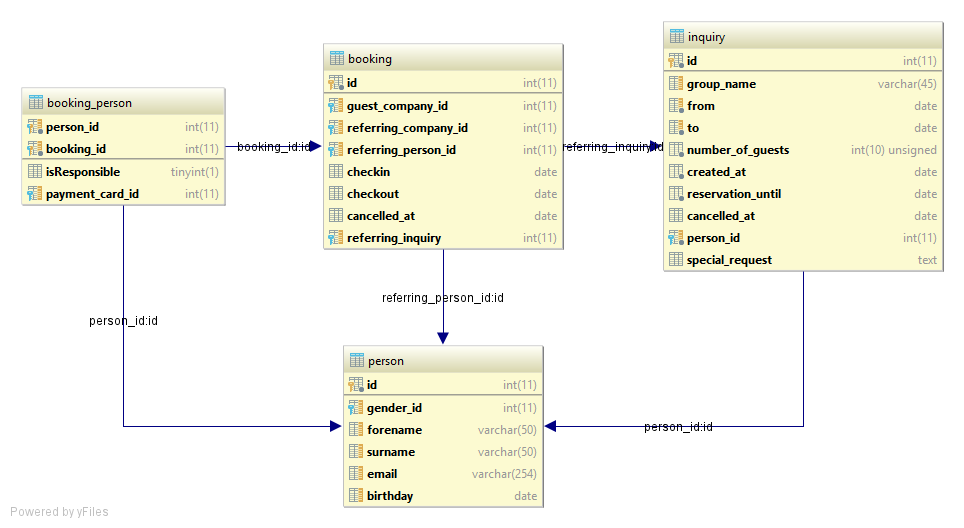 booking_person
person_id int(11)
booking_id int(11)
isResponsible tinyint(1)
payment_card_id int(11)
booking_id:id
booking
id int(11)
guest_company_id int(11)
referring_company_id int(11)
referring_person_id int(11)
checkin date
checkout date
cancelled_at date
referring_inquiry int(11)
referring_inquiry:id
inquiry
id int(11)
group_name varchar(45)
from date
to date
number_of_guests int(10) unsigned
created_at date
reservation_until date
cancelled_at date
person_id int(11)
special_request text
person_id:id
referring_person_id:id
person_id:id
person
id int(11)
gender_id int(11)
forename varchar(50)
surname varchar(50)
email varchar(254)
birthday date
Powered by yFiles